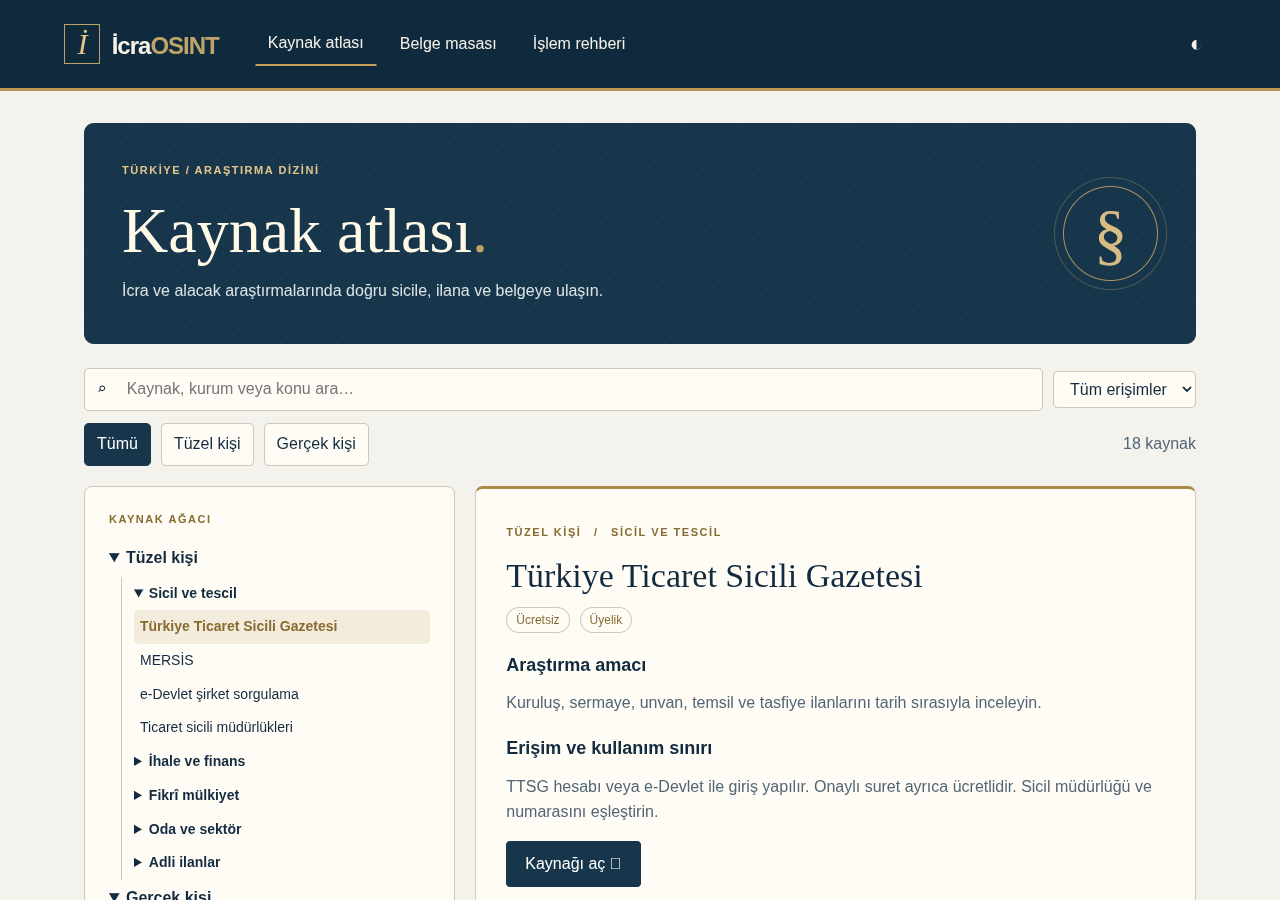 İ İcraOSINT Kaynak atlası Belge masası İşlem rehberi
TÜRKİYE / ARAŞTIRMA DİZİNİ
Kaynak atlası.
İcra ve alacak araştırmalarında doğru sicile, ilana ve belgeye ulaşın.
§
Kaynak, kurum veya konu ara…
Tüm erişimler
Tümü Tüzel kişi Gerçek kişi
18 kaynak
KAYNAK AĞACI
Tüzel kişi
Sicil ve tescil
Türkiye Ticaret Sicili Gazetesi
MERSİS
e-Devlet şirket sorgulama
Ticaret sicili müdürlükleri
İhale ve finans
Fikrî mülkiyet
Oda ve sektör
Adli ilanlar
Gerçek kişi
TÜZEL KİŞİ / SİCİL VE TESCİL
Türkiye Ticaret Sicili Gazetesi
Ücretsiz Üyelik
Araştırma amacı
Kuruluş, sermaye, unvan, temsil ve tasfiye ilanlarını tarih sırasıyla inceleyin.
Erişim ve kullanım sınırı
TTSG hesabı veya e-Devlet ile giriş yapılır. Onaylı suret ayrıca ücretlidir. Sicil müdürlüğü ve
numarasını eşleştirin.
Kaynağı aç